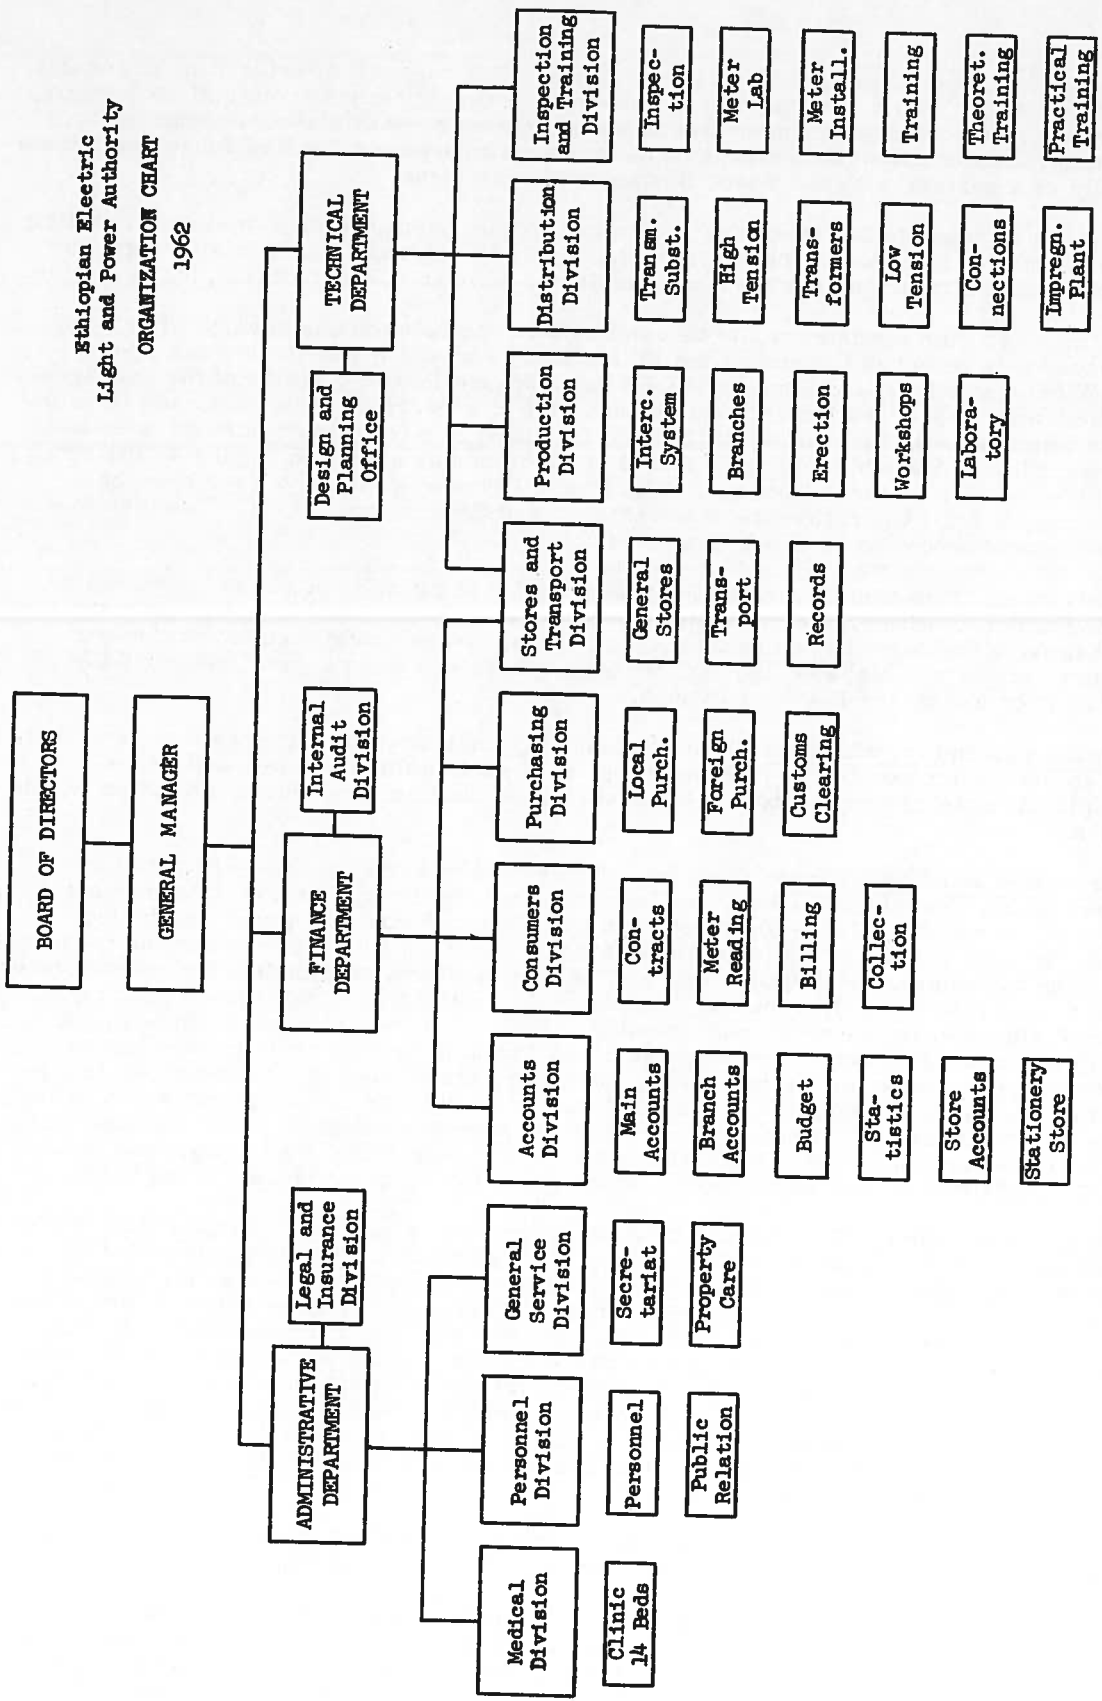 Ethiopian Electric
Light and Power Authority
ORGANIZATION CHART
1962
BOARD OF DIRECTORS
GENERAL MANAGER
ADMINISTRATIVE
DEPARTMENT
Legal and
Insurance
Division
FINANCE
DEPARTMENT
Internal
Audit
Division
TECHNICAL
DEPARTMENT
Design and
Planning
Office
Medical
Division
Clinic
14 Beds
Personnel
Division
Personnel
Public
Relation
General
Service
Division
Secre-
tariat
Property
Care
Accounts
Division
Main
Accounts
Branch
Accounts
Budget
Sta-
tistics
Store
Accounts
Stationery
Store
Consumers
Division
Con-
tracts
Meter
Reading
Billing
Collec-
tion
Purchasing
Division
Local
Purch.
Foreign
Purch.
Customs
Clearing
Stores and
Transport
Division
General
Stores
Trans-
port
Records
Production
Division
Interc.
System
Branches
Erection
Workshops
Labora-
tory
Distribution
Division
Transm.
Subst.
High
Tension
Trans-
formers
Low
Tension
Con-
nections
Impregn.
Plant
Inspection
and Training
Division
Inspec-
tion
Meter
Lab
Meter
Install.
Training
Theoret.
Training
Practical
Training